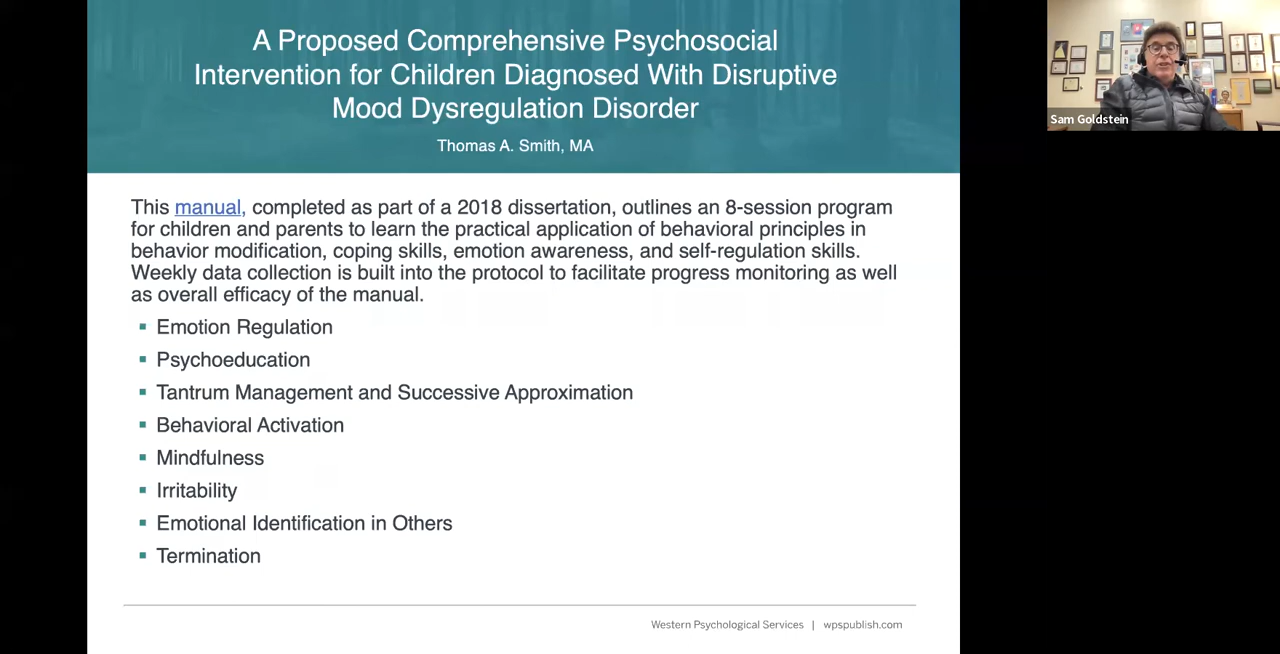 A Proposed Comprehensive Psychosocial
Intervention for Children Diagnosed With Disruptive
Mood Dysregulation Disorder
Thomas A. Smith, MA
Sam Goldstein
This manual, completed as part of a 2018 dissertation, outlines an 8-session program
for children and parents to learn the practical application of behavioral principles in
behavior modification, coping skills, emotion awareness, and self-regulation skills.
Weekly data collection is built into the protocol to facilitate progress monitoring as well
as overall efficacy of the manual.
▪ Emotion Regulation
▪ Psychoeducation
▪ Tantrum Management and Successive Approximation
▪ Behavioral Activation
▪ Mindfulness
▪ Irritability
▪ Emotional Identification in Others
▪ Termination
Western Psychological Services | wpspublish.com